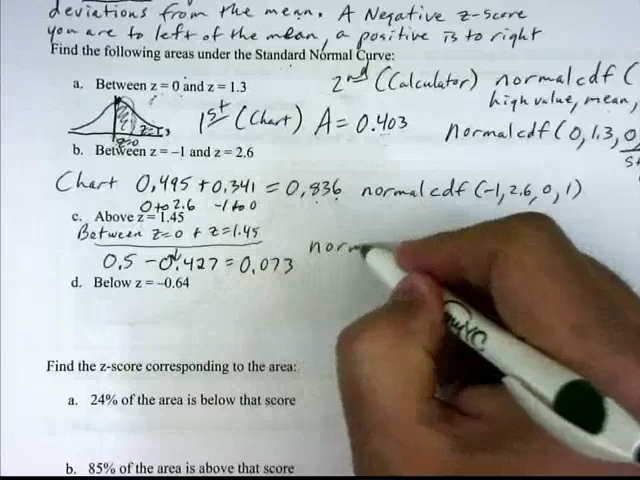 deviations from the mean. A Negative z-score
you are to left of the mean, a positive is to right
Find the following areas under the Standard Normal Curve:
2nd (Calculator) normalcdf (
a. Between z = 0 and z = 1.3
high value, mean,
1st (Chart) A = 0.403
normalcdf (0, 1.3, 0,
z=0 z=1.3
b. Between z = −1 and z = 2.6
Chart 0.495 + 0.341 = 0.836 normalcdf (-1, 2.6, 0, 1)
0 to 2.6 -1 to 0
c. Above z = 1.45
Between z=0 + z=1.45
0.5 - 0.427 = 0.073
norm
d. Below z = −0.64
Find the z-score corresponding to the area:
a. 24% of the area is below that score
b. 85% of the area is above that score